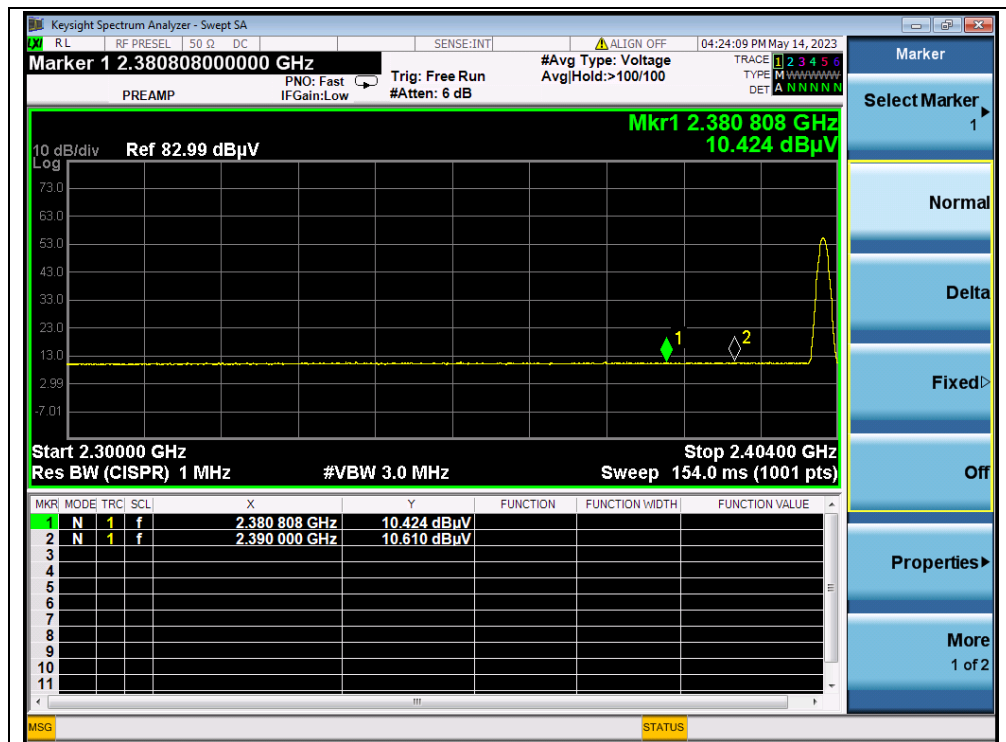 Keysight Spectrum Analyzer - Swept SA
LXI RL RF PRESEL 50 Ω DC SENSE:INT ALIGN OFF 04:24:09 PM May 14, 2023
Marker 1 2.380808000000 GHz
PREAMP
PNO: Fast
IFGain:Low
Trig: Free Run
#Atten: 6 dB
#Avg Type: Voltage
Avg|Hold:>100/100
TRACE 1 2 3 4 5 6
TYPE M W W W W W
DET A N N N N N
Mkr1 2.380 808 GHz
10.424 dBµV
10 dB/div Ref 82.99 dBµV
Log
73.0
63.0
53.0
43.0
33.0
23.0
13.0
2.99
-7.01
1
2
Start 2.30000 GHz Stop 2.40400 GHz
Res BW (CISPR) 1 MHz #VBW 3.0 MHz Sweep 154.0 ms (1001 pts)
MKR MODE TRC SCL X Y FUNCTION FUNCTION WIDTH FUNCTION VALUE
1 N 1 f 2.380 808 GHz 10.424 dBµV
2 N 1 f 2.390 000 GHz 10.610 dBµV
3
4
5
6
7
8
9
10
11
MSG STATUS
Marker
Select Marker
1
Normal
Delta
Fixed
Off
Properties
More
1 of 2